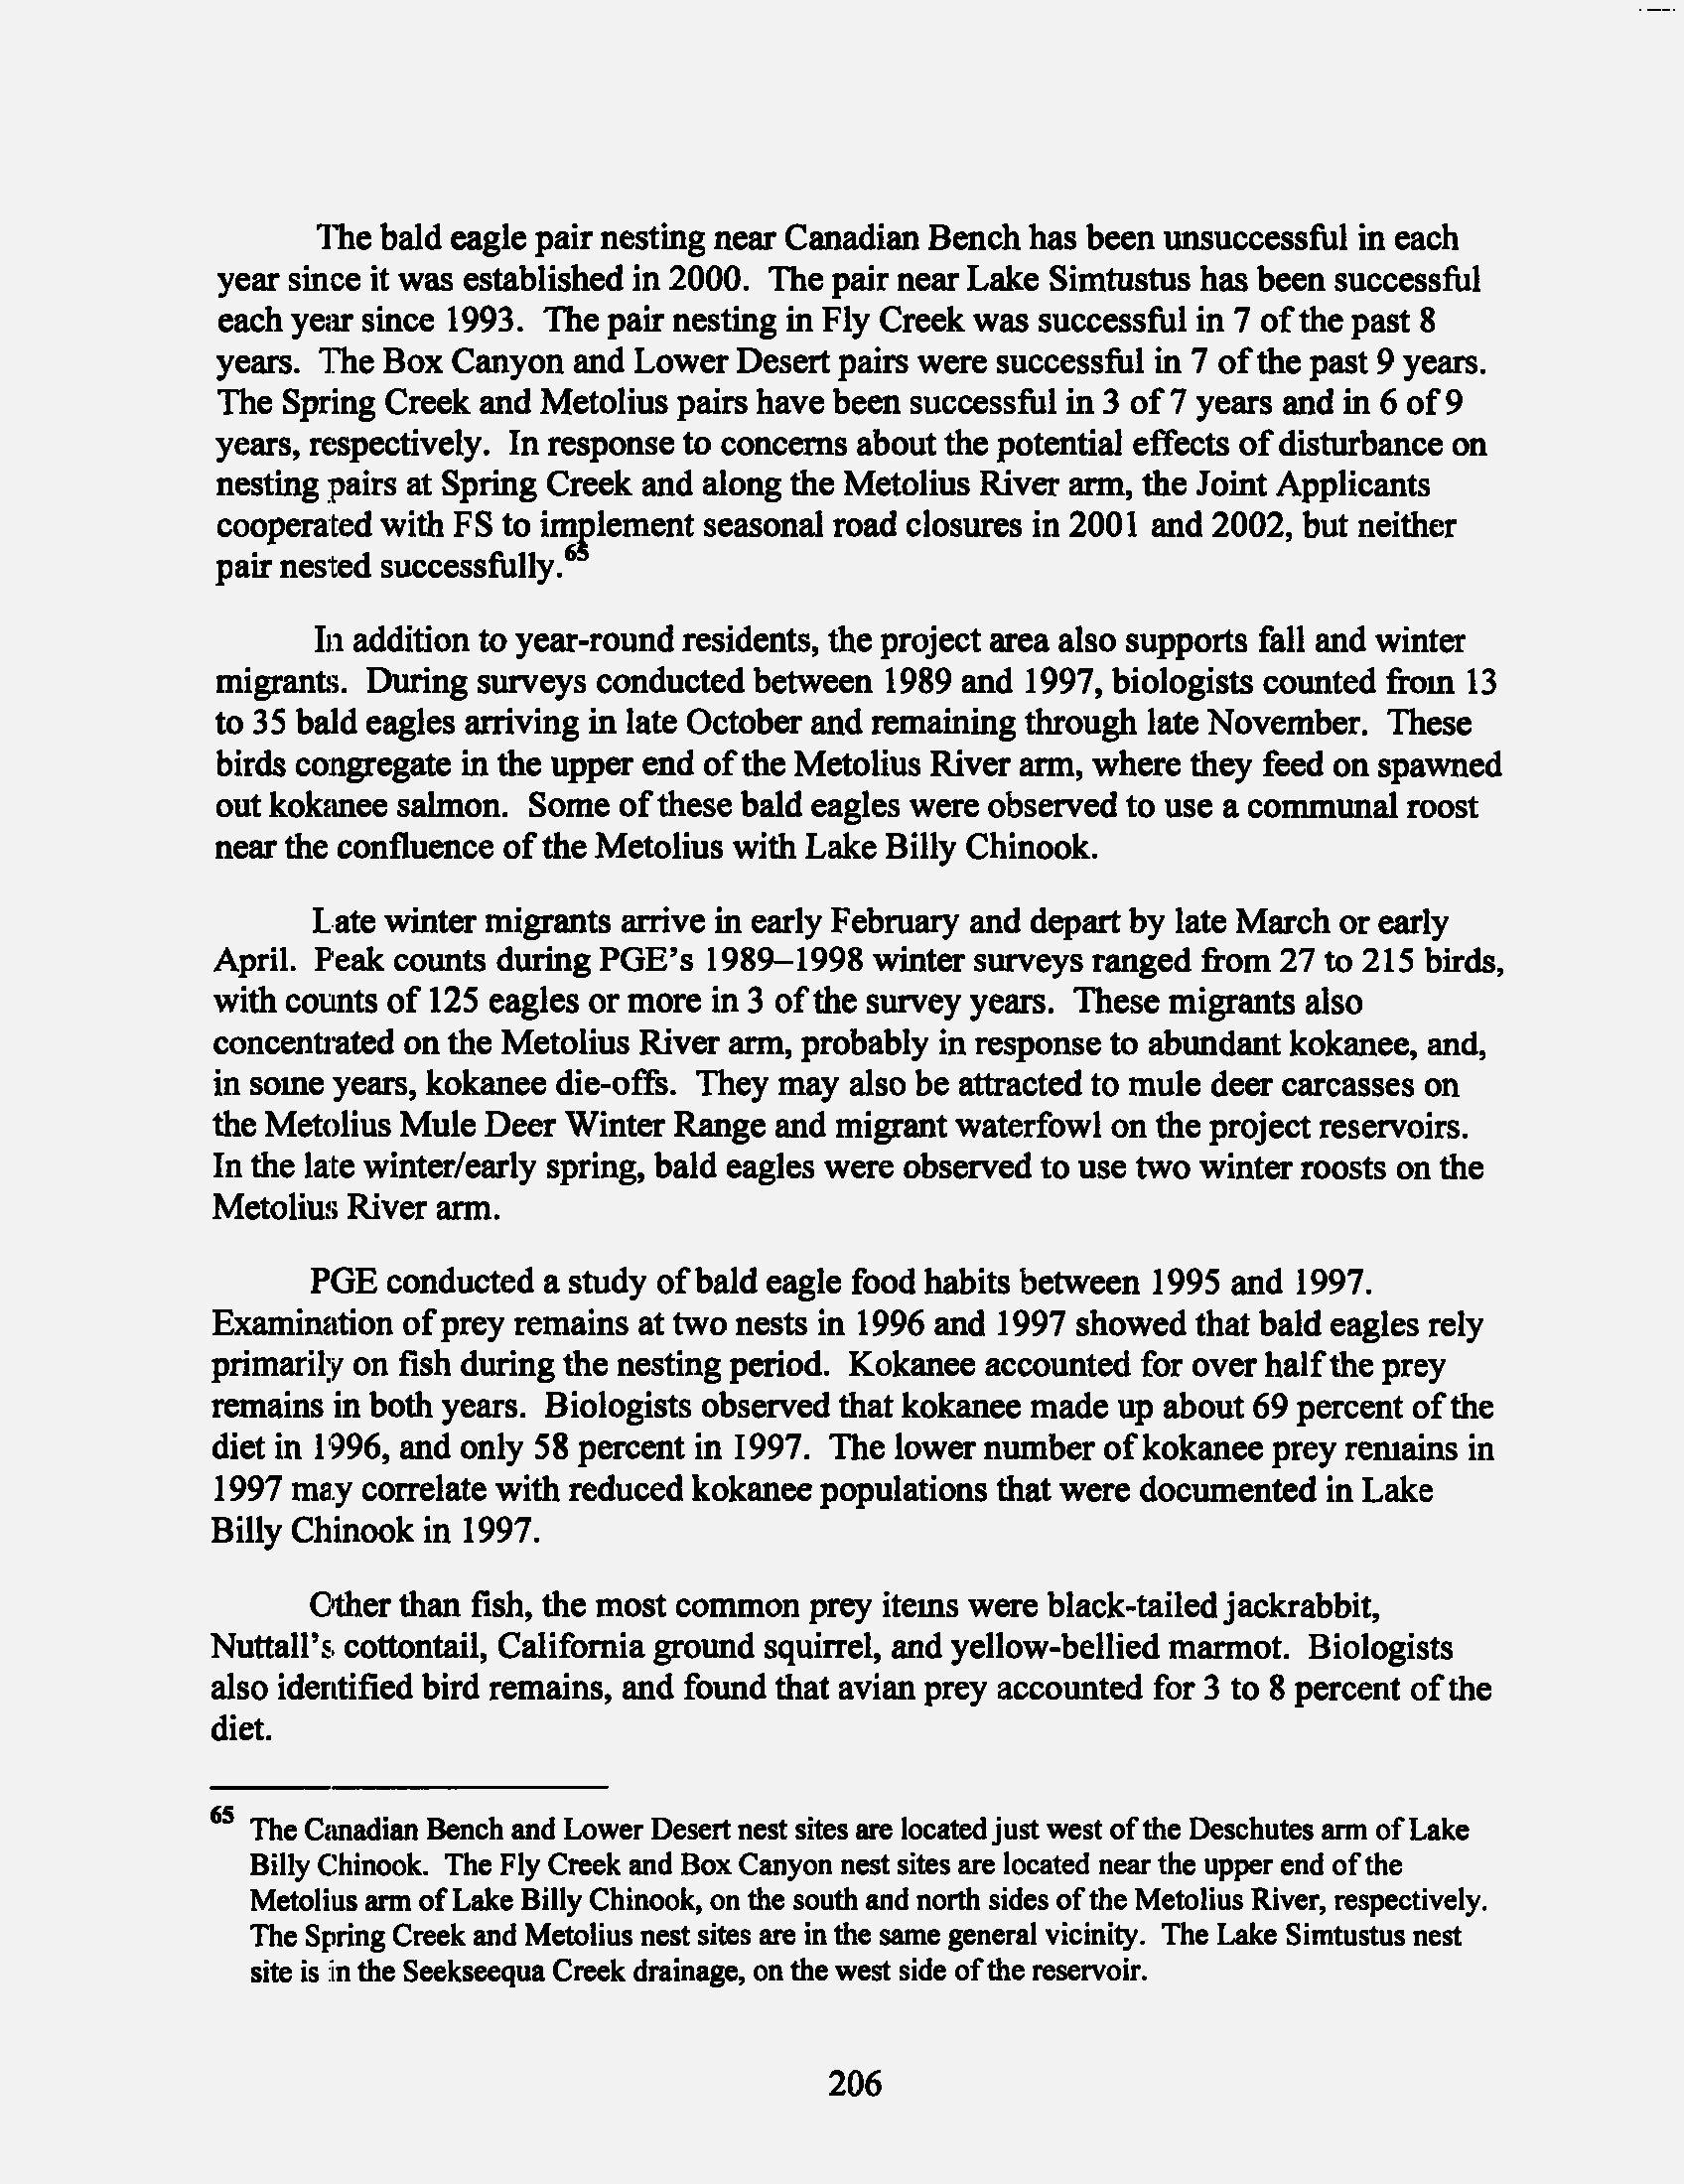 The bald eagle pair nesting near Canadian Bench has been unsuccessful in each
year since it was established in 2000. The pair near Lake Simtustus has been successful
each year since 1993. The pair nesting in Fly Creek was successful in 7 of the past 8
years. The Box Canyon and Lower Desert pairs were successful in 7 of the past 9 years.
The Spring Creek and Metolius pairs have been successful in 3 of 7 years and in 6 of 9
years, respectively. In response to concerns about the potential effects of disturbance on
nesting pairs at Spring Creek and along the Metolius River arm, the Joint Applicants
cooperated with FS to implement seasonal road closures in 2001 and 2002, but neither
pair nested successfully.65
In addition to year-round residents, the project area also supports fall and winter
migrants. During surveys conducted between 1989 and 1997, biologists counted from 13
to 35 bald eagles arriving in late October and remaining through late November. These
birds congregate in the upper end of the Metolius River arm, where they feed on spawned
out kokanee salmon. Some of these bald eagles were observed to use a communal roost
near the confluence of the Metolius with Lake Billy Chinook.
Late winter migrants arrive in early February and depart by late March or early
April. Peak counts during PGE's 1989–1998 winter surveys ranged from 27 to 215 birds,
with counts of 125 eagles or more in 3 of the survey years. These migrants also
concentrated on the Metolius River arm, probably in response to abundant kokanee, and,
in some years, kokanee die-offs. They may also be attracted to mule deer carcasses on
the Metolius Mule Deer Winter Range and migrant waterfowl on the project reservoirs.
In the late winter/early spring, bald eagles were observed to use two winter roosts on the
Metolius River arm.
PGE conducted a study of bald eagle food habits between 1995 and 1997.
Examination of prey remains at two nests in 1996 and 1997 showed that bald eagles rely
primarily on fish during the nesting period. Kokanee accounted for over half the prey
remains in both years. Biologists observed that kokanee made up about 69 percent of the
diet in 1996, and only 58 percent in 1997. The lower number of kokanee prey remains in
1997 may correlate with reduced kokanee populations that were documented in Lake
Billy Chinook in 1997.
Other than fish, the most common prey items were black-tailed jackrabbit,
Nuttall's cottontail, California ground squirrel, and yellow-bellied marmot. Biologists
also identified bird remains, and found that avian prey accounted for 3 to 8 percent of the
diet.
65 The Canadian Bench and Lower Desert nest sites are located just west of the Deschutes arm of Lake
Billy Chinook. The Fly Creek and Box Canyon nest sites are located near the upper end of the
Metolius arm of Lake Billy Chinook, on the south and north sides of the Metolius River, respectively.
The Spring Creek and Metolius nest sites are in the same general vicinity. The Lake Simtustus nest
site is in the Seekseequa Creek drainage, on the west side of the reservoir.
206